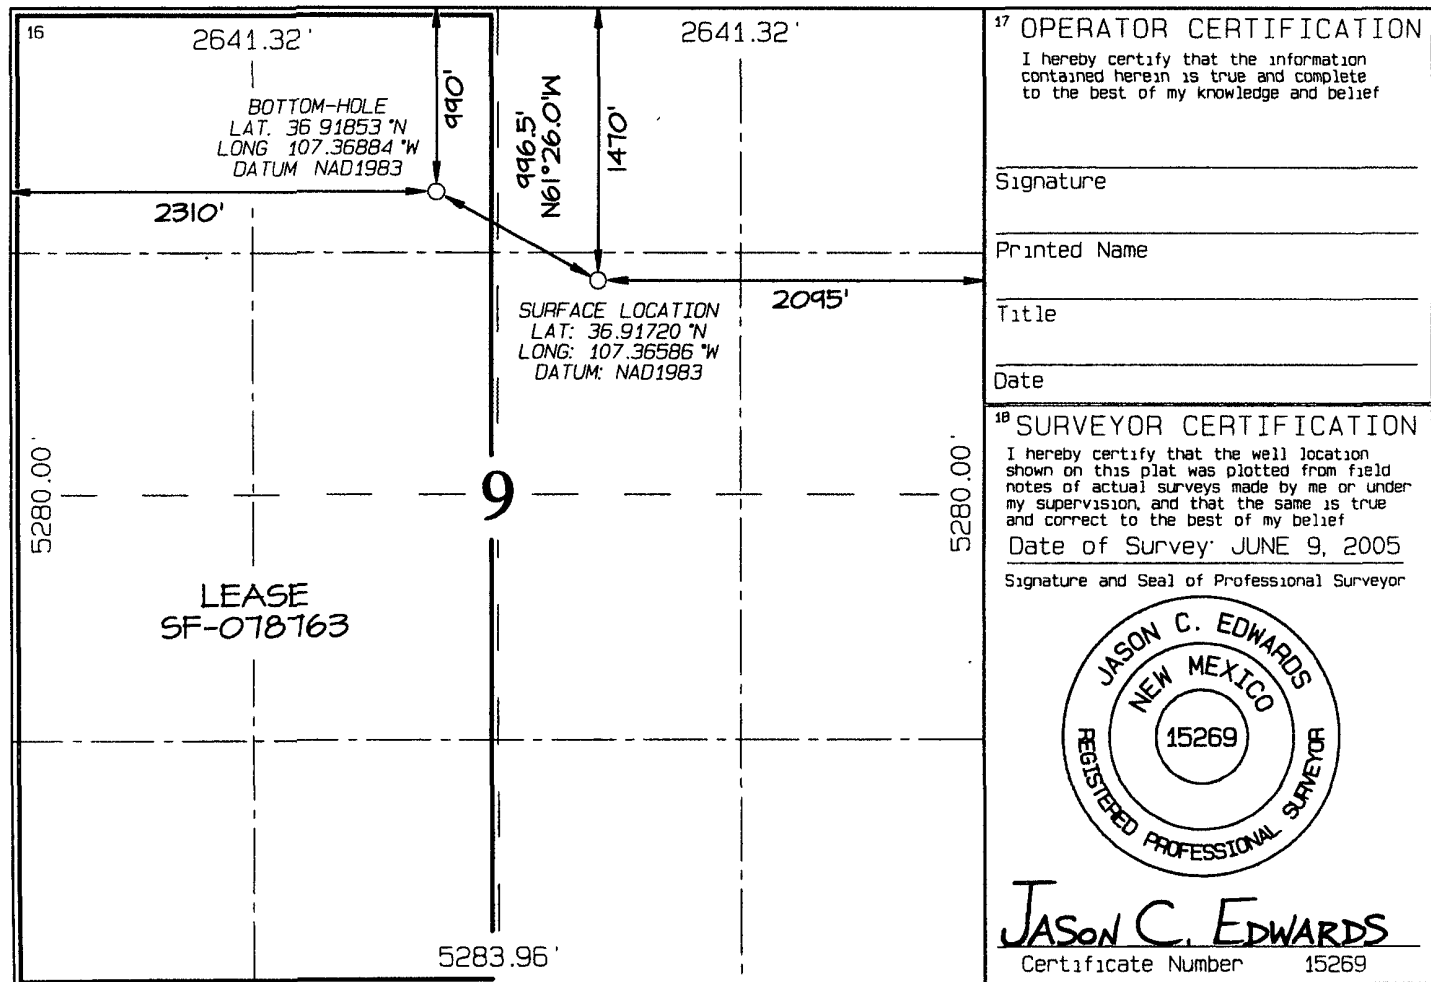 16
2641.32'
2641.32'
990'
996.5'
N61°26.0'W
1470'
BOTTOM-HOLE
LAT. 36 91853 °N
LONG 107.36884 °W
DATUM NAD1983
2310'
2095'
SURFACE LOCATION
LAT: 36.91720 °N
LONG: 107.36586 °W
DATUM: NAD1983
5280.00'
9
5280.00'
LEASE
SF-078763
5283.96'
17 OPERATOR CERTIFICATION
I hereby certify that the information
contained herein is true and complete
to the best of my knowledge and belief
Signature
Printed Name
Title
Date
18 SURVEYOR CERTIFICATION
I hereby certify that the well location
shown on this plat was plotted from field
notes of actual surveys made by me or under
my supervision, and that the same is true
and correct to the best of my belief
Date of Survey: JUNE 9, 2005
Signature and Seal of Professional Surveyor
JASON C. EDWARDS
NEW MEXICO
15269
REGISTERED PROFESSIONAL SURVEYOR
JASON C. EDWARDS
Certificate Number 15269